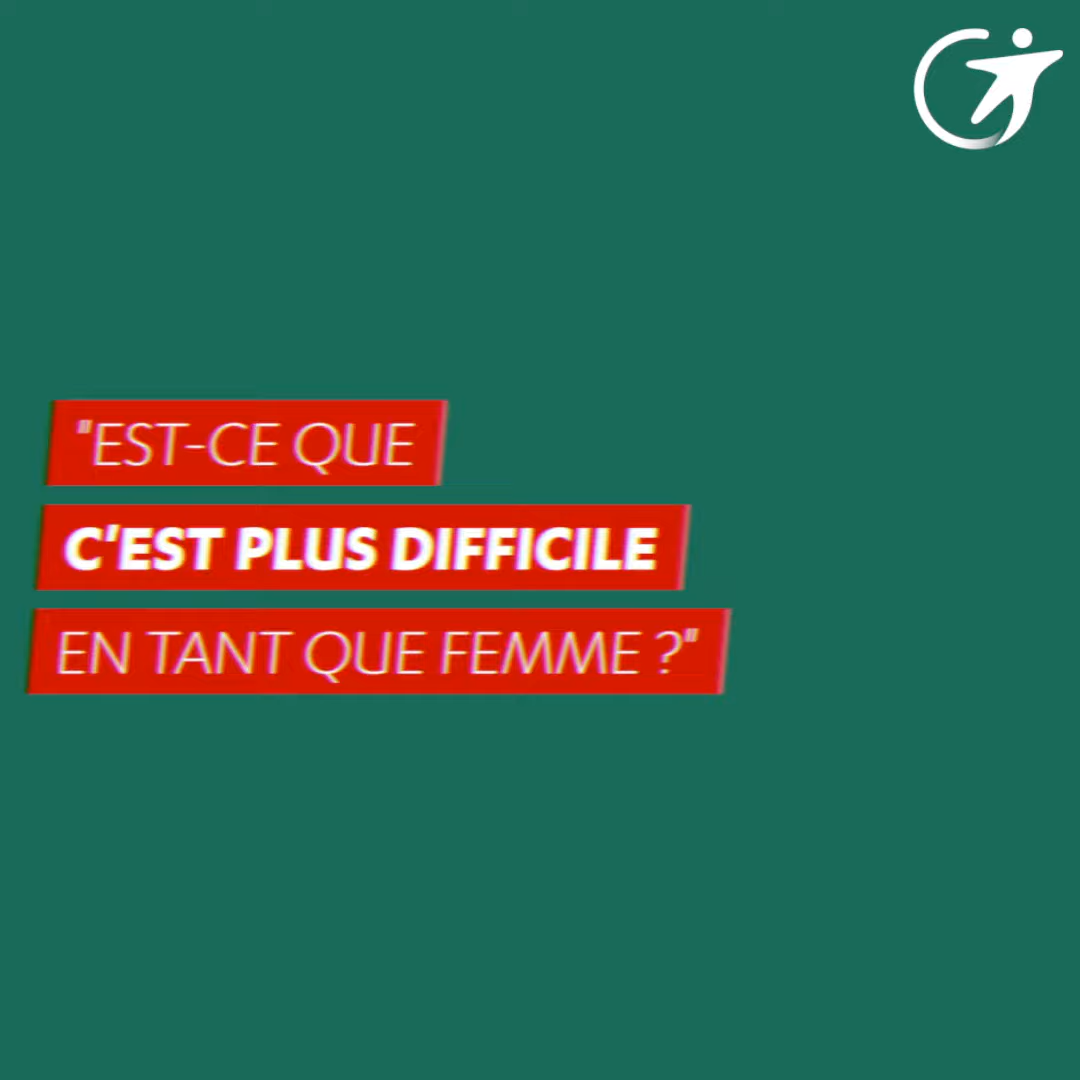 "EST-CE QUE
C'EST PLUS DIFFICILE
EN TANT QUE FEMME ?"